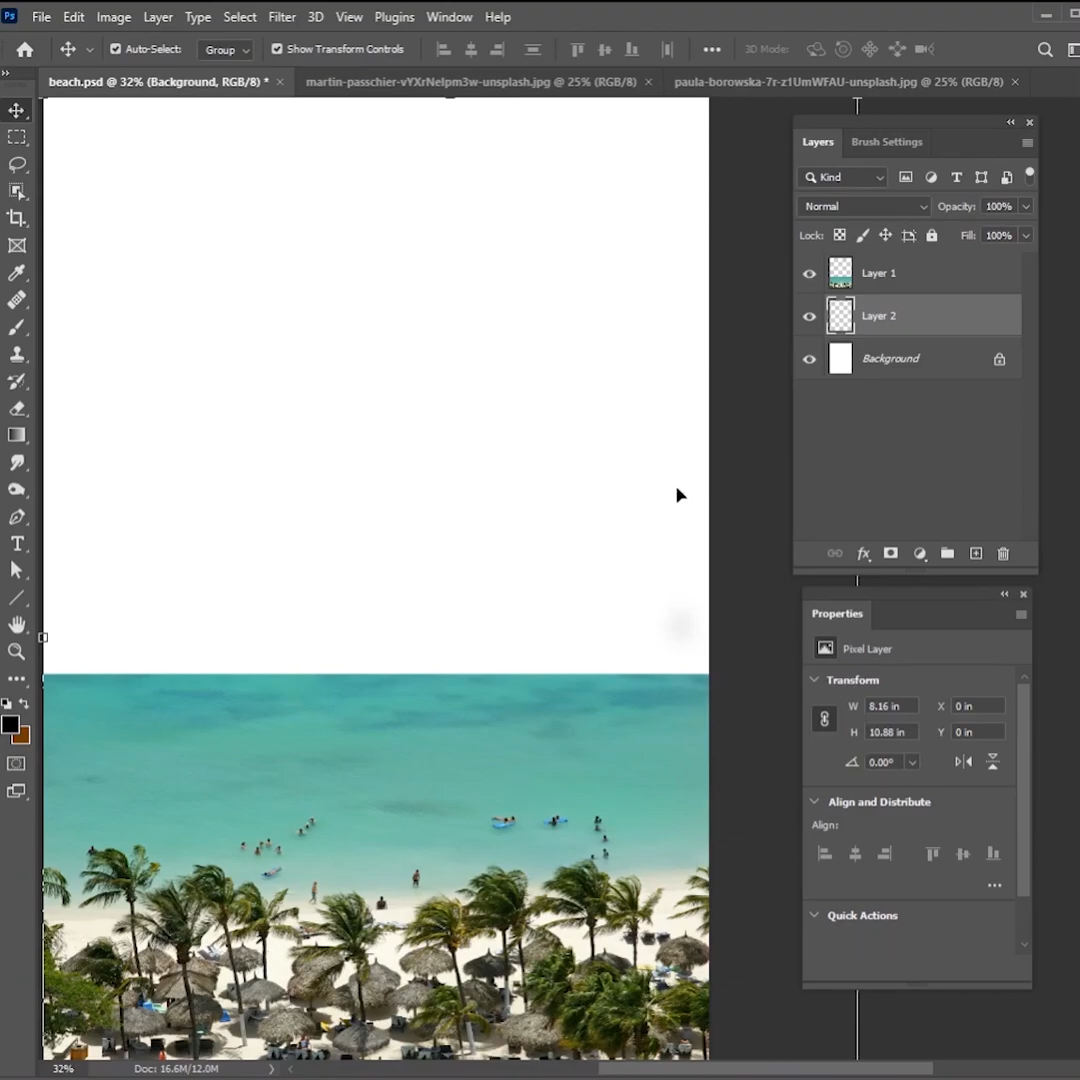 Ps File Edit Image Layer Type Select Filter 3D View Plugins Window Help
Auto-Select: Group Show Transform Controls ••• 3D Mode:
beach.psd @ 32% (Background, RGB/8) * × martin-passchier-vYXrNeIpm3w-unsplash.jpg @ 25% (RGB/8) × paula-borowska-7r-z1UmWFAU-unsplash.jpg @ 25% (RGB/8) ×
Layers Brush Settings
Kind
Normal Opacity: 100%
Lock: Fill: 100%
Layer 1
Layer 2
Background
fx
Properties
Pixel Layer
Transform
W 8.16 in X 0 in
H 10.88 in Y 0 in
0.00°
Align and Distribute
Align:
Quick Actions
32% Doc: 16.6M/12.0M